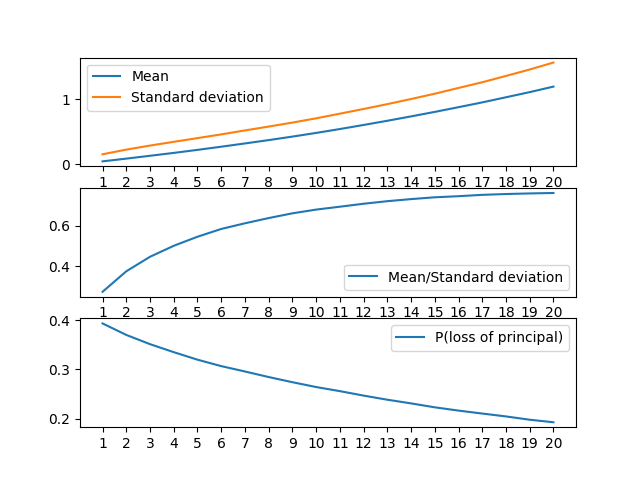 Mean
Standard deviation
1
0
1 2 3 4 5 6 7 8 9 10 11 12 13 14 15 16 17 18 19 20
0.6
0.4
Mean/Standard deviation
1 2 3 4 5 6 7 8 9 10 11 12 13 14 15 16 17 18 19 20
0.4
P(loss of principal)
0.3
0.2
1 2 3 4 5 6 7 8 9 10 11 12 13 14 15 16 17 18 19 20